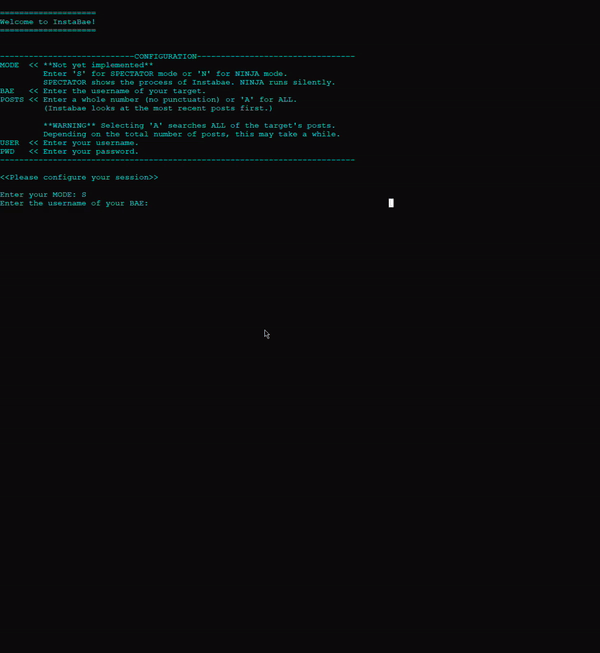 ====================
Welcome to InstaBae!
====================
----------------------------CONFIGURATION---------------------------------
MODE  << **Not yet implemented**
         Enter 'S' for SPECTATOR mode or 'N' for NINJA mode.
         SPECTATOR shows the process of Instabae. NINJA runs silently.
BAE   << Enter the username of your target.
POSTS << Enter a whole number (no punctuation) or 'A' for ALL.
         (Instabae looks at the most recent posts first.)
         **WARNING** Selecting 'A' searches ALL of the target's posts.
         Depending on the total number of posts, this may take a while.
USER  << Enter your username.
PWD   << Enter your password.
--------------------------------------------------------------------------
<<Please configure your session>>
Enter your MODE: S
Enter the username of your BAE: